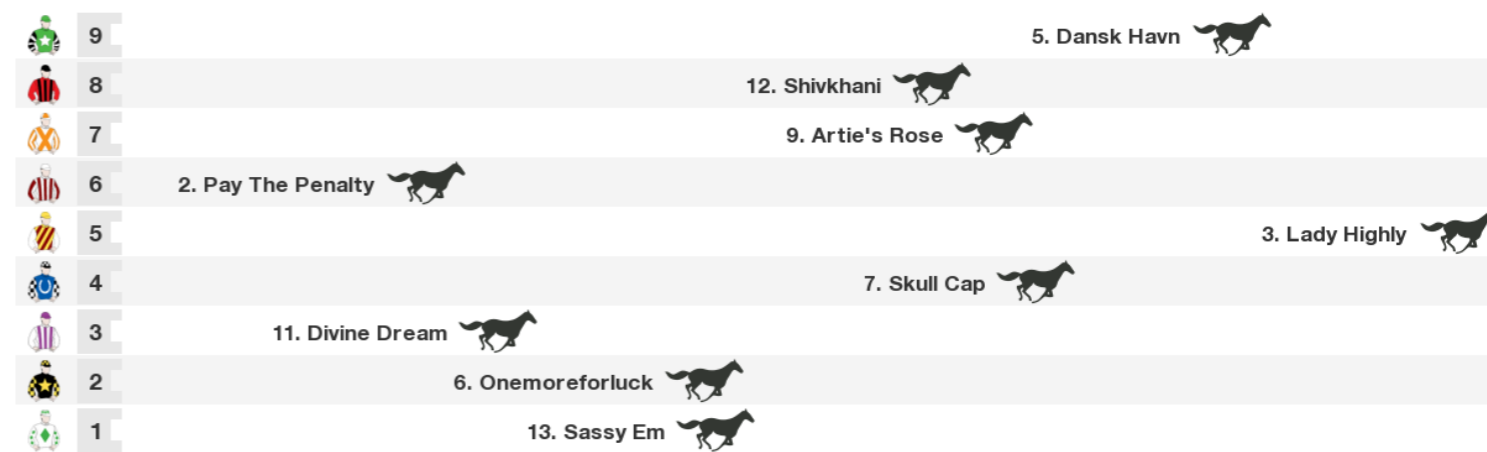 9 5. Dansk Havn
8 12. Shivkhani
7 9. Artie's Rose
6 2. Pay The Penalty
5 3. Lady Highly
4 7. Skull Cap
3 11. Divine Dream
2 6. Onemoreforluck
1 13. Sassy Em